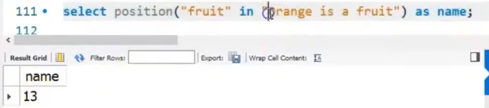 111 • select position("fruit" in "orange is a fruit") as name;
112
Result Grid Filter Rows: Export: Wrap Cell Content:
name
13